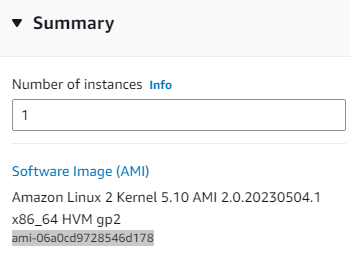 Summary
Number of instances Info
1
Software Image (AMI)
Amazon Linux 2 Kernel 5.10 AMI 2.0.20230504.1
x86_64 HVM gp2
ami-06a0cd9728546d178